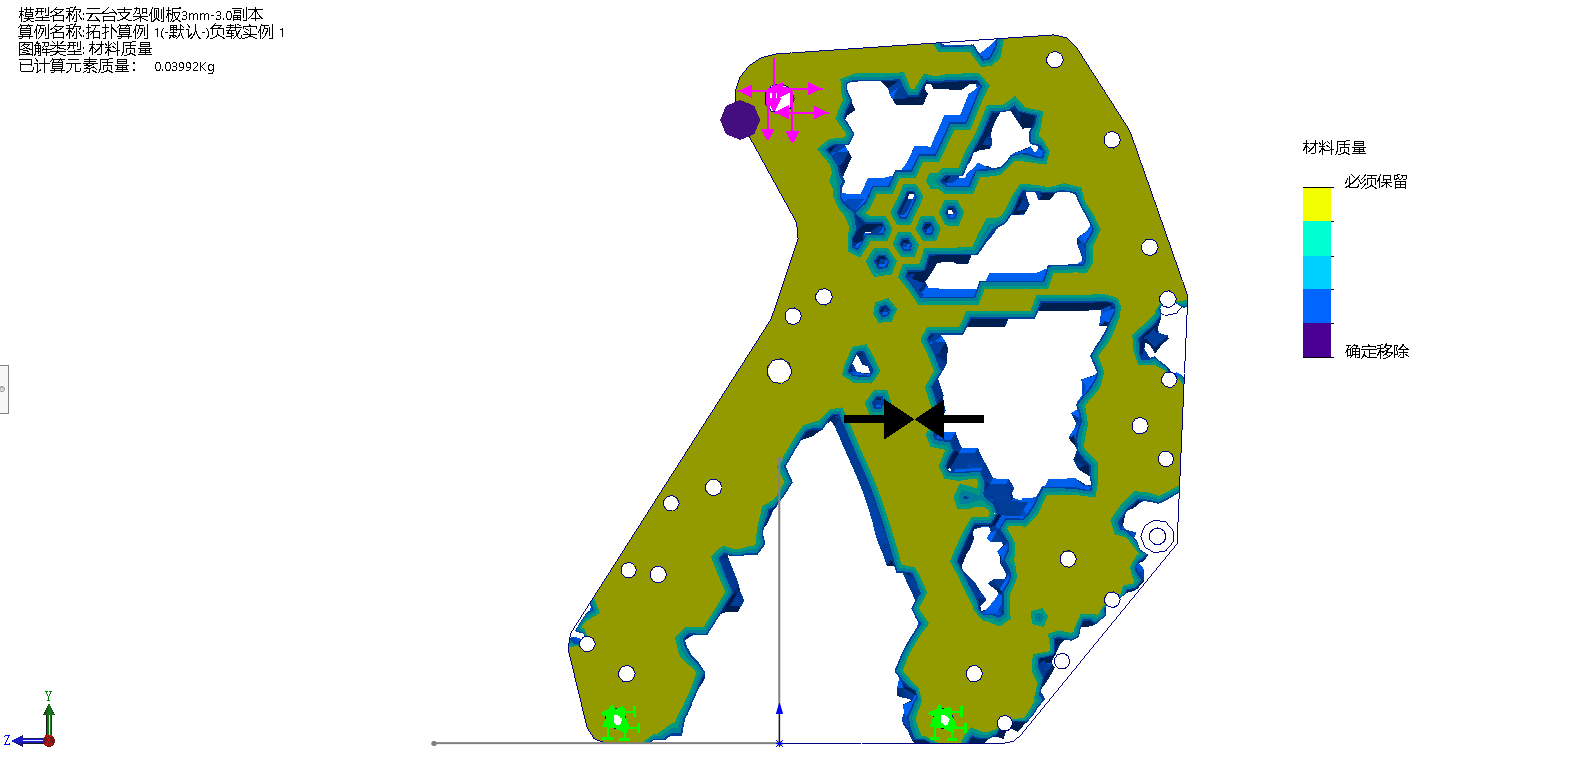 模型名称:云台支架侧板3mm-3.0副本
算例名称:拓扑算例 1(-默认-)负载实例 1
图解类型: 材料质量
已计算元素质量： 0.03992Kg
材料质量
必须保留
确定移除
Y
Z